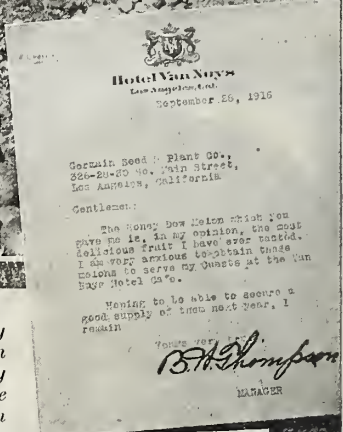 Hotel Van Nuys
Los Angeles, Cal.
September 26, 1916
Germain Seed & Plant Co.,
326-28-30 So. Main Street,
Los Angeles, California
Gentlemen:
The Honey Dew Melon which you
gave me is, in my opinion, the most
delicious fruit I have ever tasted.
I am very anxious to obtain these
melons to serve my Guests at the Van
Nuys Hotel Cafe.
Hoping to be able to secure a
good supply of them next year, I
remain
Yours very
B. H. Thompson
MANAGER